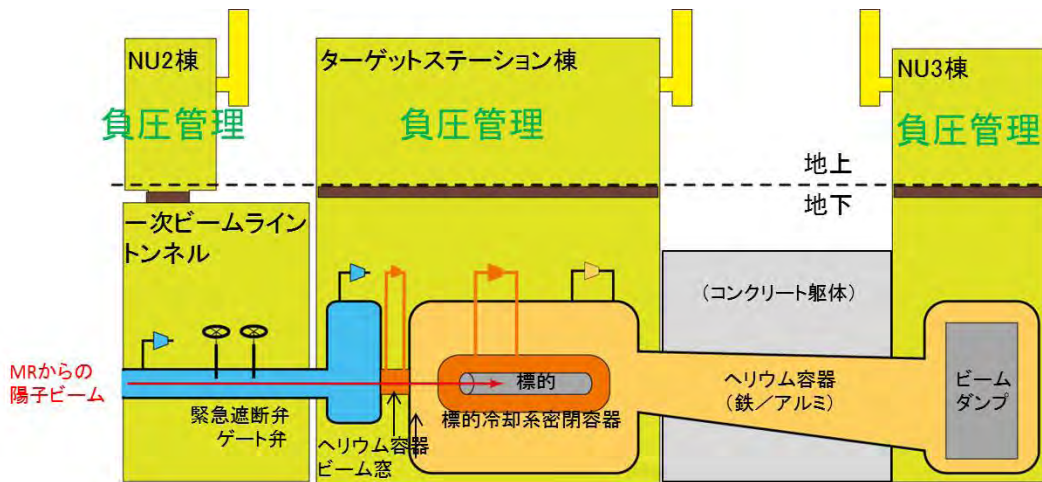 NU2棟
負圧管理
ターゲットステーション棟
負圧管理
NU3棟
負圧管理
地上
地下
一次ビームライン
トンネル
(コンクリート躯体)
MRからの
陽子ビーム
標的
標的冷却系密閉容器
ヘリウム容器
(鉄/アルミ)
ビーム
ダンプ
緊急遮断弁
ゲート弁
ヘリウム容器
ビーム窓